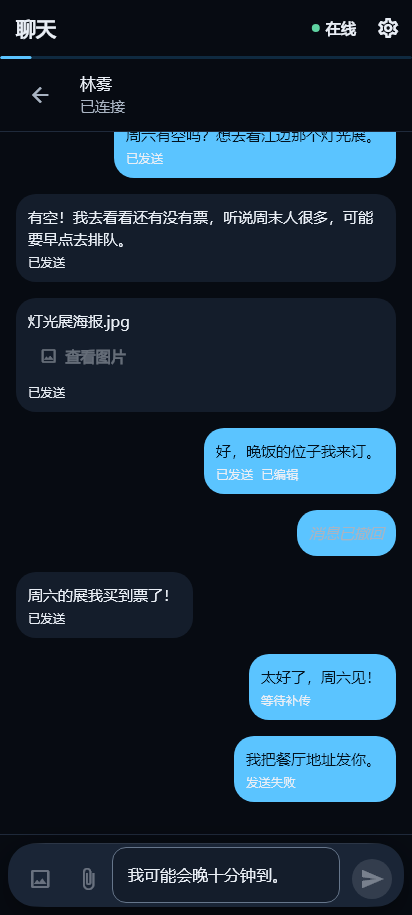 聊天
在线
林雾
已连接
周六有空吗？想去看江边那个灯光展。
已发送
有空！我去看看还有没有票，听说周末人很多，可能
要早点去排队。
已发送
灯光展海报.jpg
查看图片
已发送
好，晚饭的位子我来订。
已发送 已编辑
消息已撤回
周六的展我买到票了！
已发送
太好了，周六见！
等待补传
我把餐厅地址发你。
发送失败
我可能会晚十分钟到。